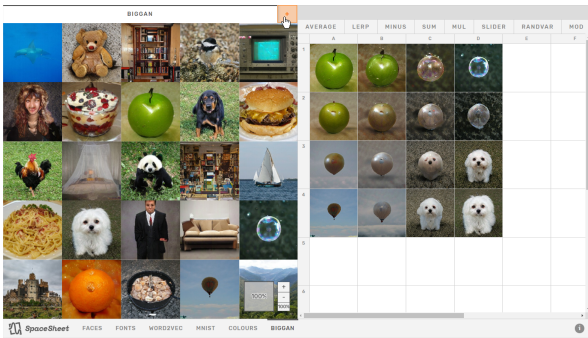 BIGGAN
+
AVERAGE LERP MINUS SUM MUL SLIDER RANDVAR MOD
A B C D E F
1
2
3
4
5
6
100%
+
-
100%
SpaceSheet FACES FONTS WORD2VEC MNIST COLOURS BIGGAN